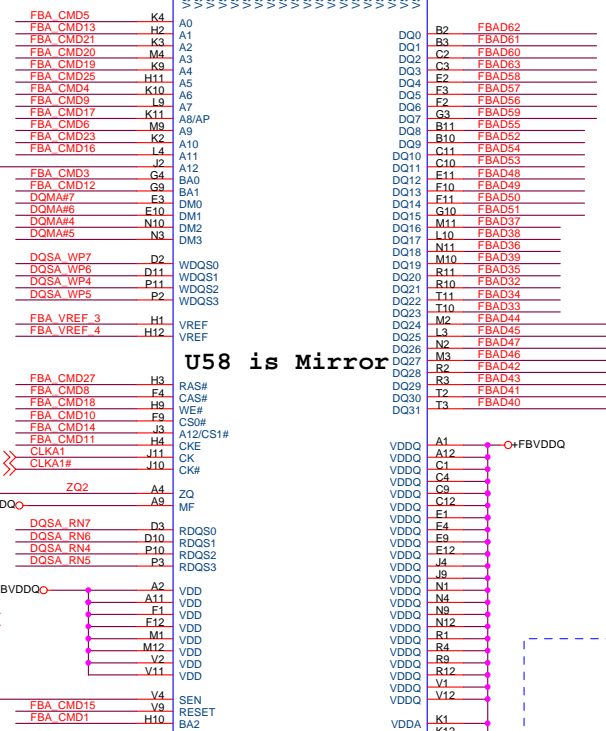 FBA_CMD5 K4 A0
FBA_CMD13 H2 A1
FBA_CMD21 K3 A2
FBA_CMD20 M4 A3
FBA_CMD19 K9 A4
FBA_CMD25 H11 A5
FBA_CMD4 K10 A6
FBA_CMD9 L9 A7
FBA_CMD17 K11 A8/AP
FBA_CMD6 M9 A9
FBA_CMD23 K2 A10
FBA_CMD16 L4 A11
J2 A12
FBA_CMD3 G4 BA0
FBA_CMD12 G9 BA1
DQMA#7 E3 DM0
DQMA#6 E10 DM1
DQMA#4 N10 DM2
DQMA#5 N3 DM3
DQSA_WP7 D2 WDQS0
DQSA_WP6 D11 WDQS1
DQSA_WP4 P11 WDQS2
DQSA_WP5 P2 WDQS3
FBA_VREF_3 H1 VREF
FBA_VREF_4 H12 VREF
U58 is Mirror
FBA_CMD27 H3 RAS#
FBA_CMD8 F4 CAS#
FBA_CMD18 H9 WE#
FBA_CMD10 F9 CS0#
FBA_CMD14 J3 A12/CS1#
FBA_CMD11 H4 CKE
CLKA1 J11 CK
CLKA1# J10 CK#
ZQ2 A4 ZQ
DQ A9 MF
DQSA_RN7 D3 RDQS0
DQSA_RN6 D10 RDQS1
DQSA_RN4 P10 RDQS2
DQSA_RN5 P3 RDQS3
BVDDQ A2 VDD
A11 VDD
F1 VDD
F12 VDD
M1 VDD
M12 VDD
V2 VDD
V11 VDD
V4 SEN
FBA_CMD15 V9 RESET
FBA_CMD1 H10 BA2
DQ0 B2 FBAD62
DQ1 B3 FBAD61
DQ2 C2 FBAD60
DQ3 C3 FBAD63
DQ4 E2 FBAD58
DQ5 F3 FBAD57
DQ6 F2 FBAD56
DQ7 G3 FBAD59
DQ8 B11 FBAD55
DQ9 B10 FBAD52
DQ10 C11 FBAD54
DQ11 C10 FBAD53
DQ12 E11 FBAD48
DQ13 F10 FBAD49
DQ14 F11 FBAD50
DQ15 G10 FBAD51
DQ16 M11 FBAD37
DQ17 L10 FBAD38
DQ18 N11 FBAD36
DQ19 M10 FBAD39
DQ20 R11 FBAD35
DQ21 R10 FBAD32
DQ22 T11 FBAD34
DQ23 T10 FBAD33
DQ24 M2 FBAD44
DQ25 L3 FBAD45
DQ26 N2 FBAD47
DQ27 M3 FBAD46
DQ28 R2 FBAD42
DQ29 R3 FBAD43
DQ30 T2 FBAD41
DQ31 T3 FBAD40
VDDQ A1 +FBVDDQ
VDDQ A12
VDDQ C1
VDDQ C4
VDDQ C9
VDDQ C12
VDDQ E1
VDDQ E4
VDDQ E9
VDDQ E12
VDDQ J4
VDDQ J9
VDDQ N1
VDDQ N4
VDDQ N9
VDDQ N12
VDDQ R1
VDDQ R4
VDDQ R9
VDDQ R12
VDDQ V1
VDDQ V12
VDDA K1
K12